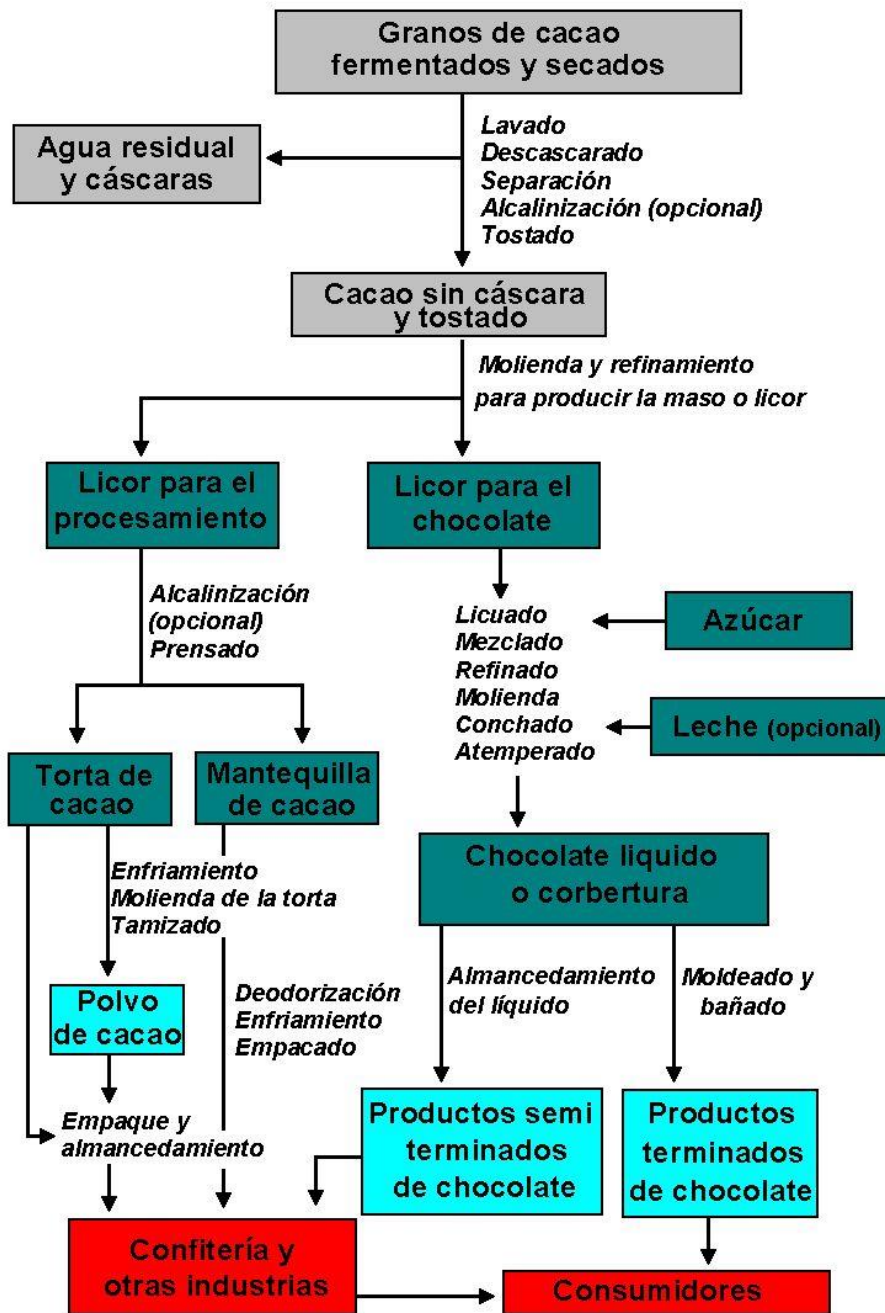 Granos de cacao
fermentados y secados
Lavado
Descascarado
Separación
Alcalinización (opcional)
Tostado
Agua residual
y cáscaras
Cacao sin cáscara
y tostado
Molienda y refinamiento
para producir la maso o licor
Licor para el
procesamiento
Licor para el
chocolate
Alcalinización
(opcional)
Prensado
Licuado
Mezclado
Refinado
Molienda
Conchado
Atemperado
Azúcar
Leche (opcional)
Torta de
cacao
Mantequilla
de cacao
Chocolate liquido
o corbertura
Enfriamiento
Molienda de la torta
Tamizado
Polvo
de cacao
Deodorización
Enfriamiento
Empacado
Almancedamiento
del líquido
Moldeado y
bañado
Empaque y
almancedamiento
Productos semi
terminados
de chocolate
Productos
terminados
de chocolate
Confitería y
otras industrias
Consumidores